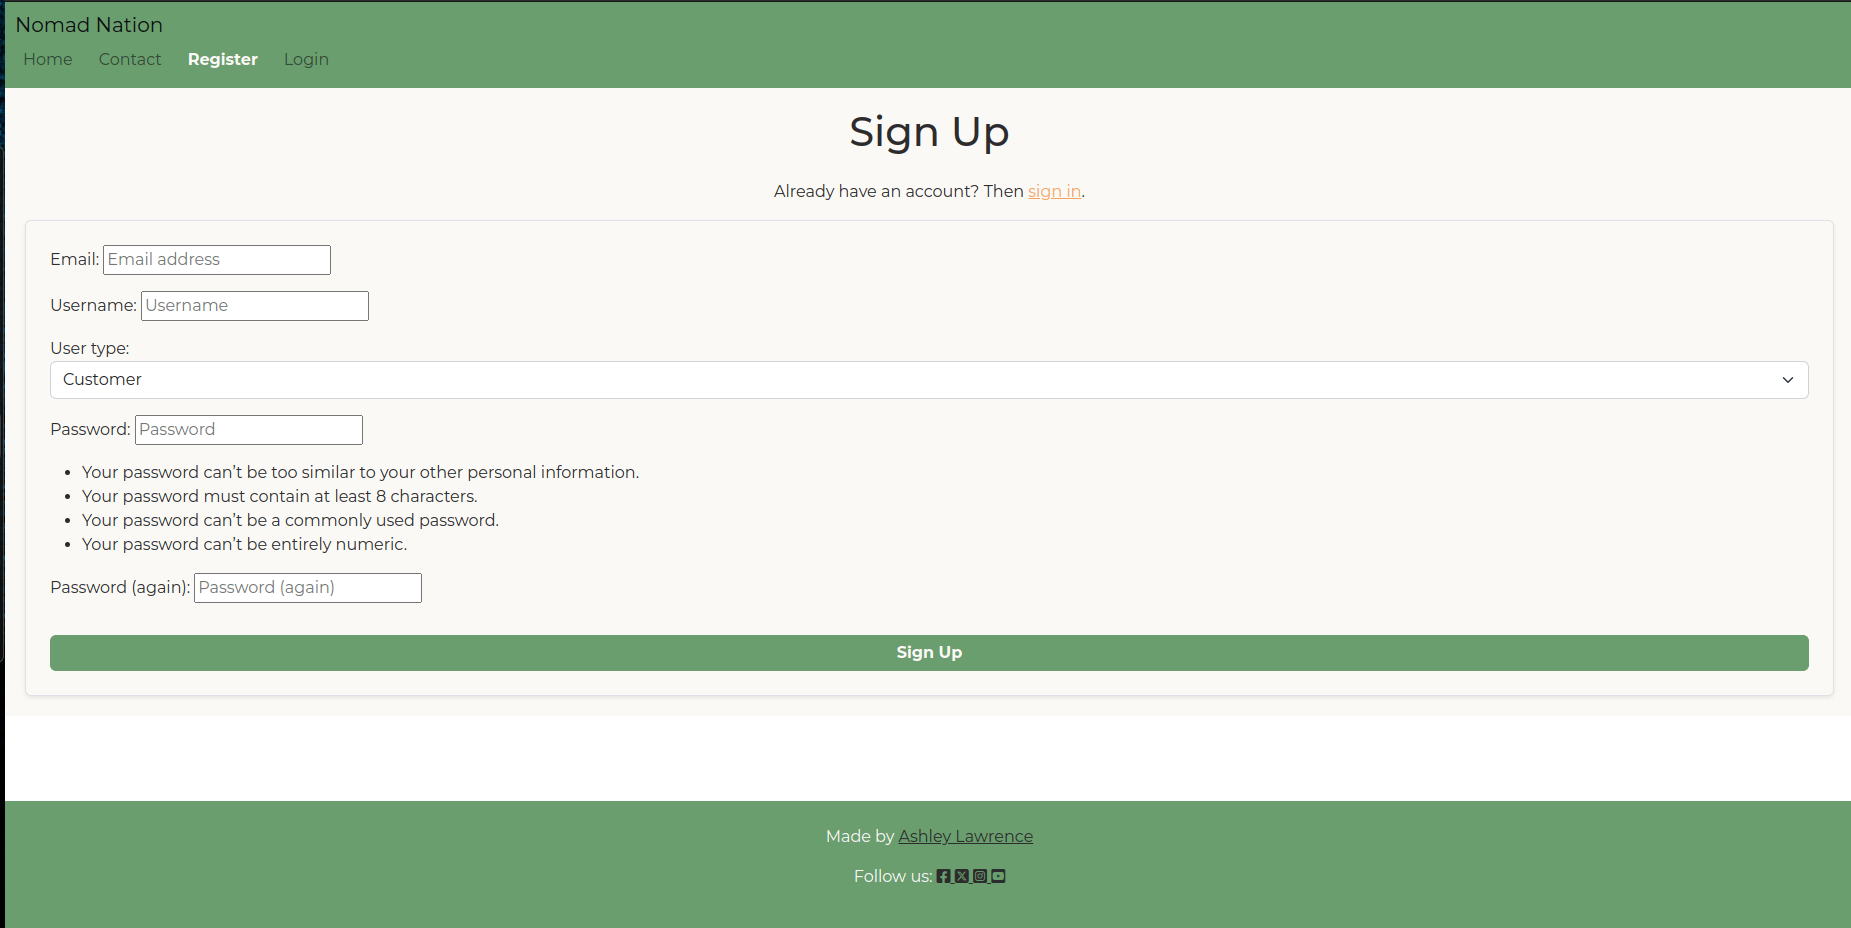 Nomad Nation
Home Contact Register Login
Sign Up
Already have an account? Then sign in.
Email: Email address
Username: Username
User type:
Customer
Password: Password
Your password can’t be too similar to your other personal information.
Your password must contain at least 8 characters.
Your password can’t be a commonly used password.
Your password can’t be entirely numeric.
Password (again): Password (again)
Sign Up
Made by Ashley Lawrence
Follow us: